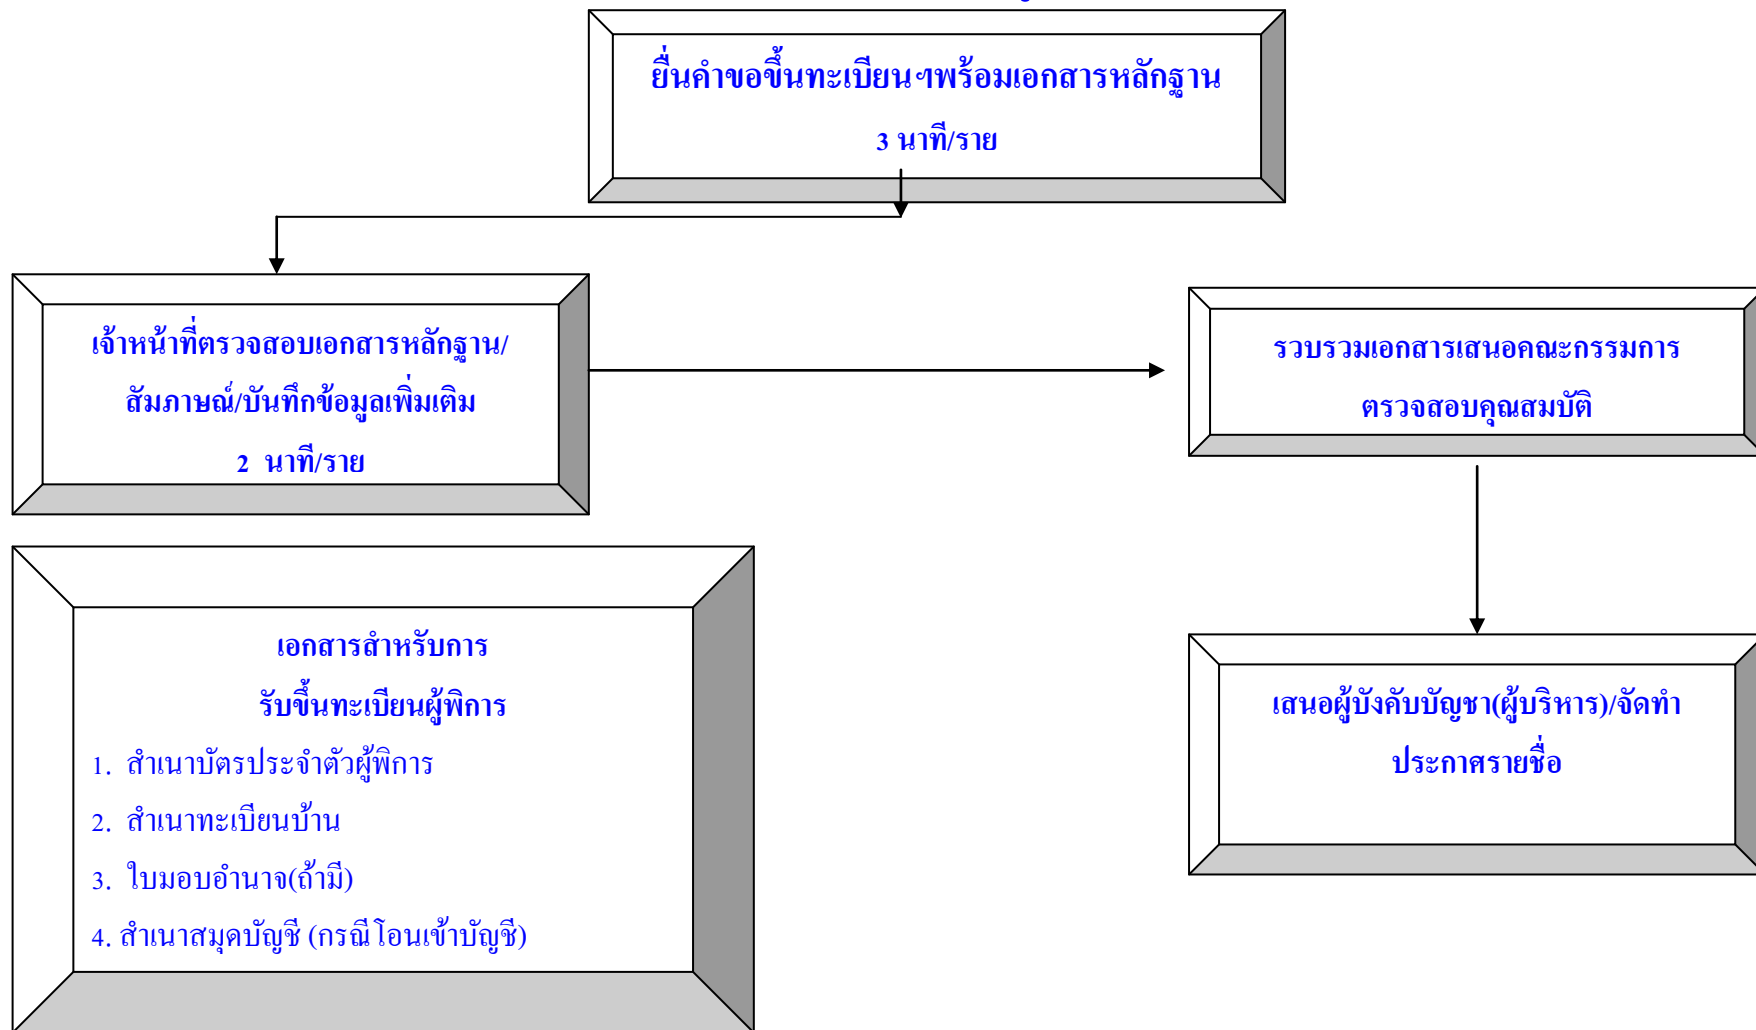 ยื่นคำขอขึ้นทะเบียนฯพร้อมเอกสารหลักฐาน
3 นาที/ราย
เจ้าหน้าที่ตรวจสอบเอกสารหลักฐาน/
สัมภาษณ์/บันทึกข้อมูลเพิ่มเติม
2 นาที/ราย
รวบรวมเอกสารเสนอคณะกรรมการ
ตรวจสอบคุณสมบัติ
เอกสารสำหรับการ
รับขึ้นทะเบียนผู้พิการ
1. สำเนาบัตรประจำตัวผู้พิการ
2. สำเนาทะเบียนบ้าน
3. ใบมอบอำนาจ(ถ้ามี)
4. สำเนาสมุดบัญชี (กรณีโอนเข้าบัญชี)
เสนอผู้บังคับบัญชา(ผู้บริหาร)/จัดทำ
ประกาศรายชื่อ